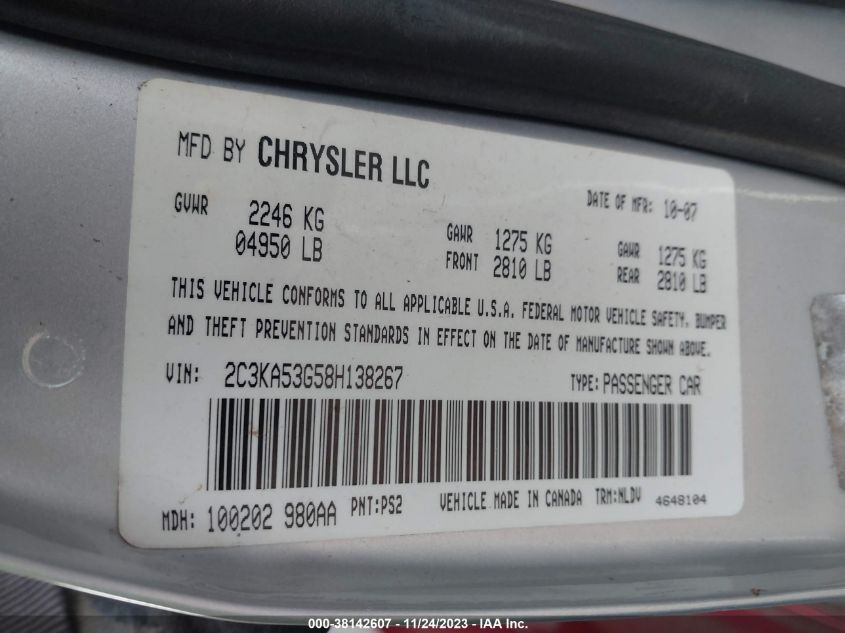 MFD BY CHRYSLER LLC
DATE OF MFR: 10-07
GVWR 2246 KG
04950 LB
GAWR 1275 KG
FRONT 2810 LB
GAWR 1275 KG
REAR 2810 LB
THIS VEHICLE CONFORMS TO ALL APPLICABLE U.S.A. FEDERAL MOTOR VEHICLE SAFETY, BUMPER
AND THEFT PREVENTION STANDARDS IN EFFECT ON THE DATE OF MANUFACTURE SHOWN ABOVE.
VIN: 2C3KA53G58H138267 TYPE: PASSENGER CAR
MDH: 100202 980AA PNT:PS2 VEHICLE MADE IN CANADA TRM:NLDV 4648104
000-38142607 - 11/24/2023 - IAA Inc.